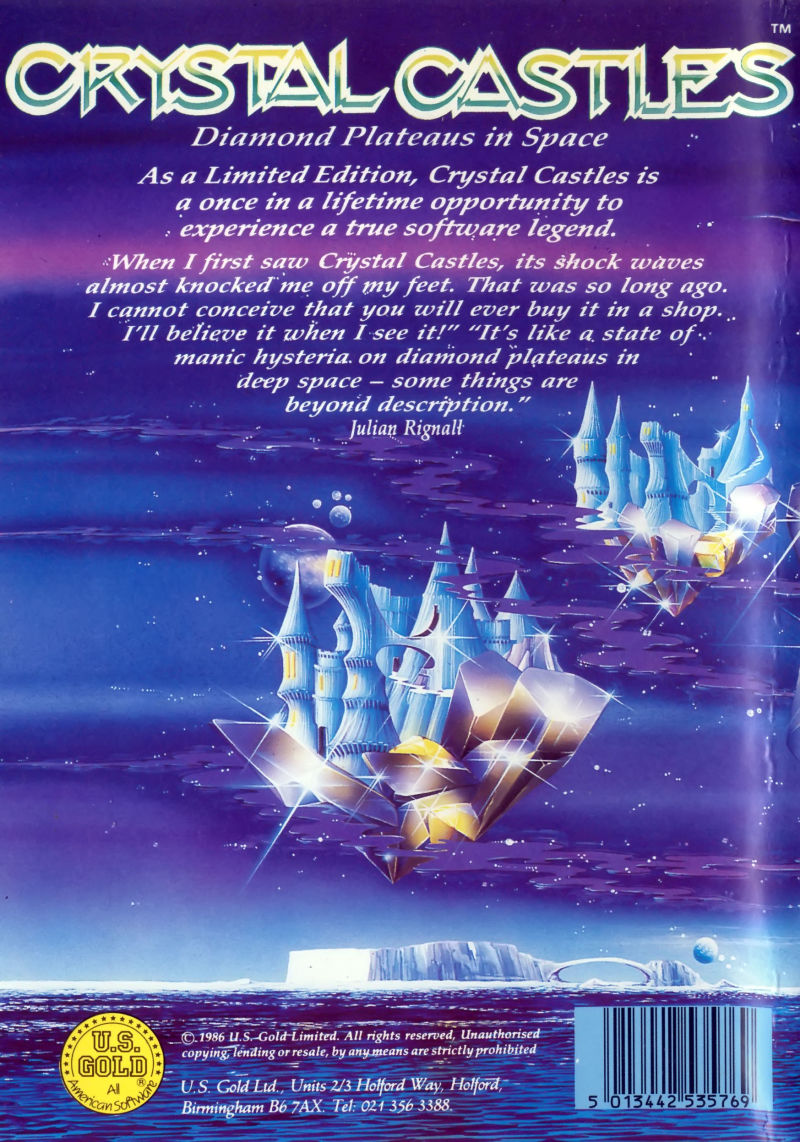 TM
CRYSTAL CASTLES
Diamond Plateaus in Space
As a Limited Edition, Crystal Castles is
a once in a lifetime opportunity to
experience a true software legend.
"When I first saw Crystal Castles, its shock waves
almost knocked me off my feet. That was so long ago.
I cannot conceive that you will ever buy it in a shop.
I'll believe it when I see it!" "It's like a state of
manic hysteria on diamond plateaus in
deep space – some things are
beyond description."
Julian Rignall
U.S.
GOLD
All
American Software
®
©.1986 U.S. Gold Limited. All rights reserved, Unauthorised
copying, lending or resale, by any means are strictly prohibited
U.S. Gold Ltd., Units 2/3 Holford Way, Holford,
Birmingham B6 7AX. Tel: 021 356 3388.
5 013442 535769